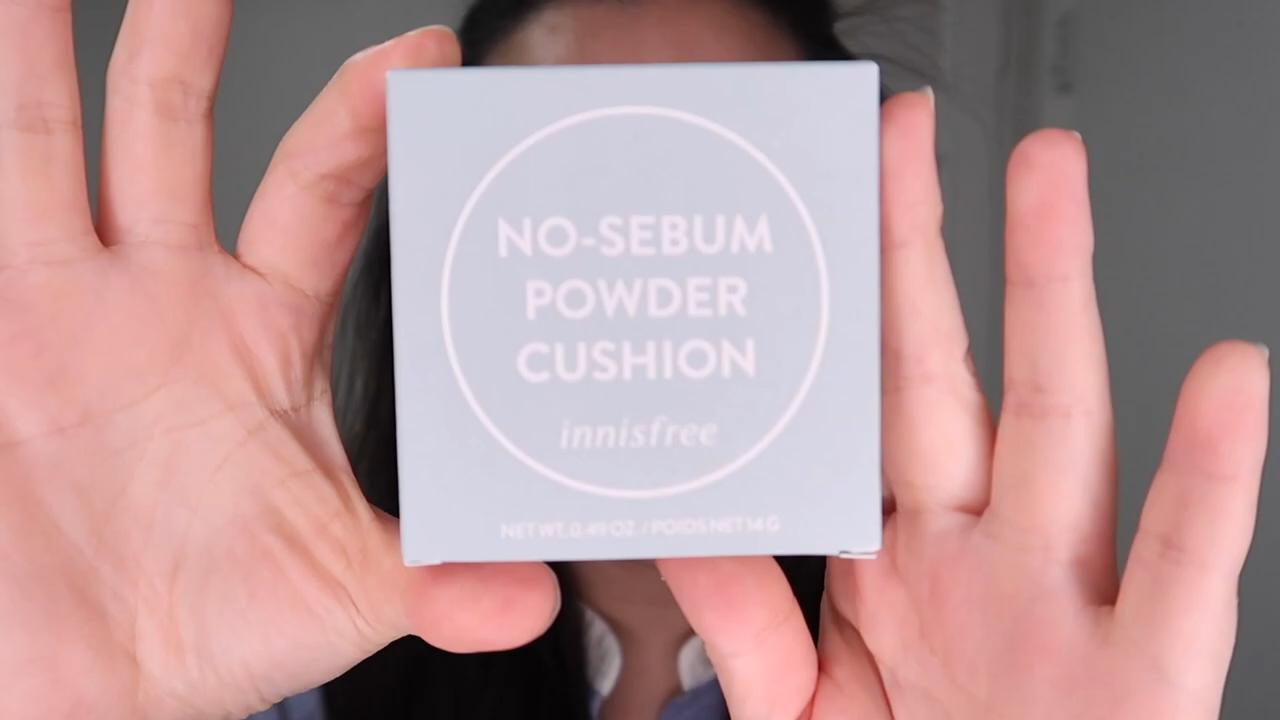 NO-SEBUM
POWDER
CUSHION
innisfree
NET WT. 0.49 OZ. / POIDS NET 14 G